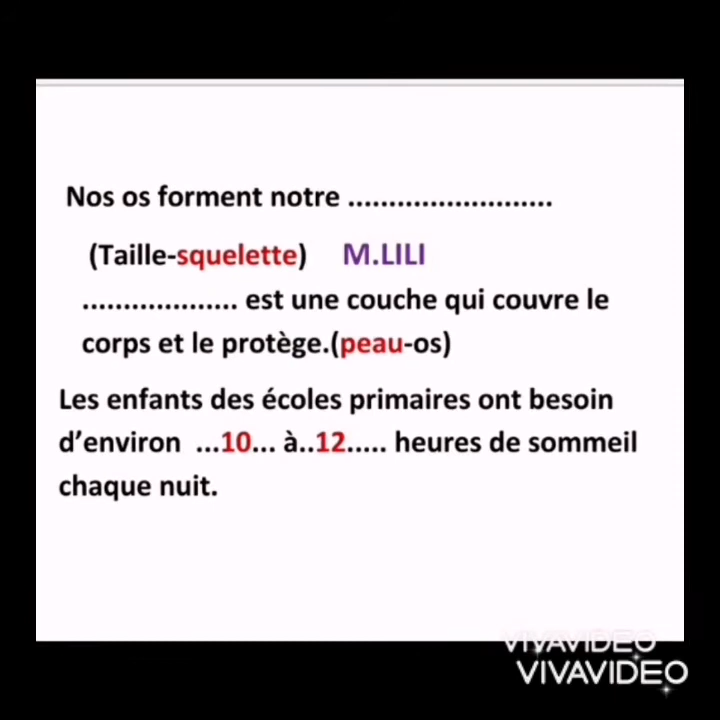 Nos os forment notre .........................
(Taille-squelette) M.LILI
................... est une couche qui couvre le
corps et le protège.(peau-os)
Les enfants des écoles primaires ont besoin
d’environ ...10... à..12..... heures de sommeil
chaque nuit.
VIVAVIDEO
VIVAVIDEO